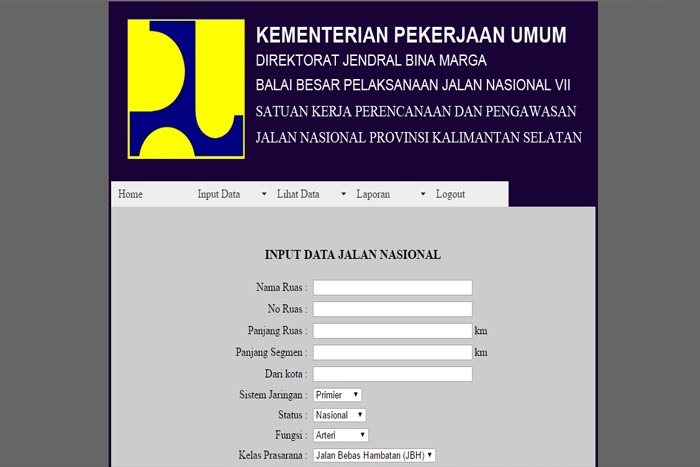 KEMENTERIAN PEKERJAAN UMUM
DIREKTORAT JENDRAL BINA MARGA
BALAI BESAR PELAKSANAAN JALAN NASIONAL VII
SATUAN KERJA PERENCANAAN DAN PENGAWASAN
JALAN NASIONAL PROVINSI KALIMANTAN SELATAN
Home Input Data Lihat Data Laporan Logout
INPUT DATA JALAN NASIONAL
Nama Ruas :
No Ruas :
Panjang Ruas : km
Panjang Segmen : km
Dari kota :
Sistem Jaringan : Primier
Status : Nasional
Fungsi : Arteri
Kelas Prasarana : Jalan Bebas Hambatan (JBH)